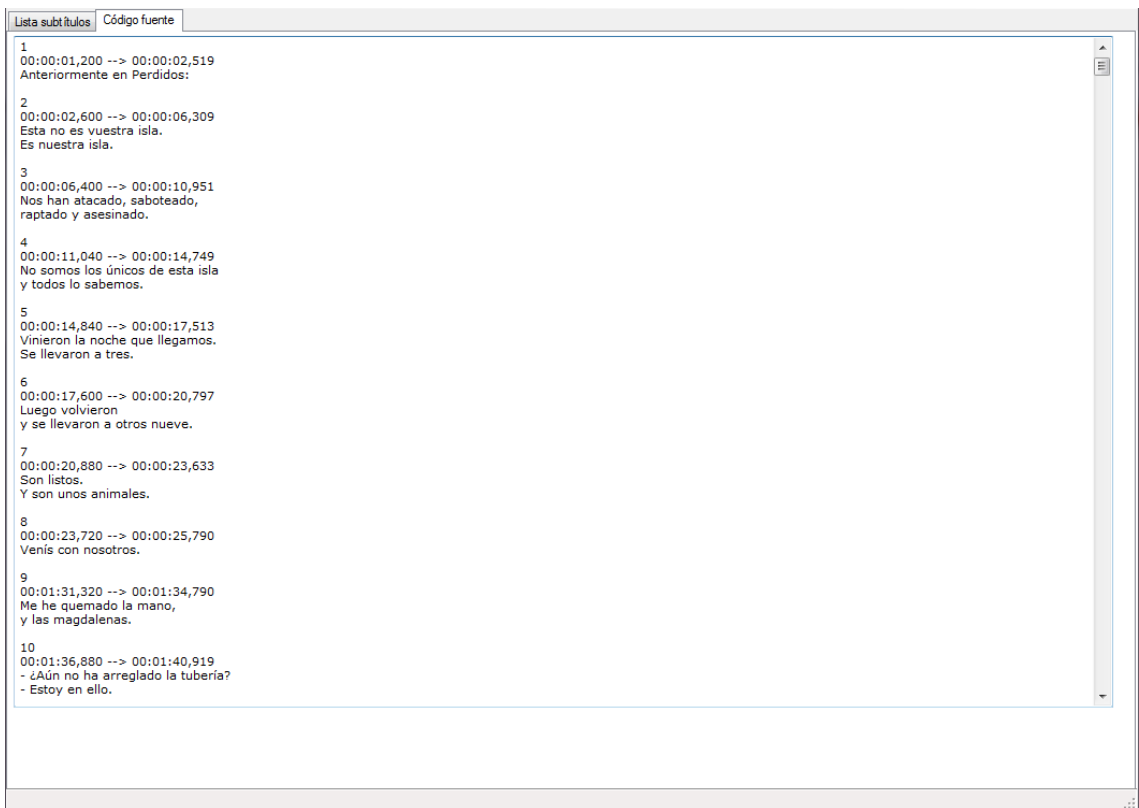 Lista subtítulos
Código fuente
1
00:00:01,200 --> 00:00:02,519
Anteriormente en Perdidos:
2
00:00:02,600 --> 00:00:06,309
Esta no es vuestra isla.
Es nuestra isla.
3
00:00:06,400 --> 00:00:10,951
Nos han atacado, saboteado,
raptado y asesinado.
4
00:00:11,040 --> 00:00:14,749
No somos los únicos de esta isla
y todos lo sabemos.
5
00:00:14,840 --> 00:00:17,513
Vinieron la noche que llegamos.
Se llevaron a tres.
6
00:00:17,600 --> 00:00:20,797
Luego volvieron
y se llevaron a otros nueve.
7
00:00:20,880 --> 00:00:23,633
Son listos.
Y son unos animales.
8
00:00:23,720 --> 00:00:25,790
Venís con nosotros.
9
00:01:31,320 --> 00:01:34,790
Me he quemado la mano,
y las magdalenas.
10
00:01:36,880 --> 00:01:40,919
- ¿Aún no ha arreglado la tubería?
- Estoy en ello.